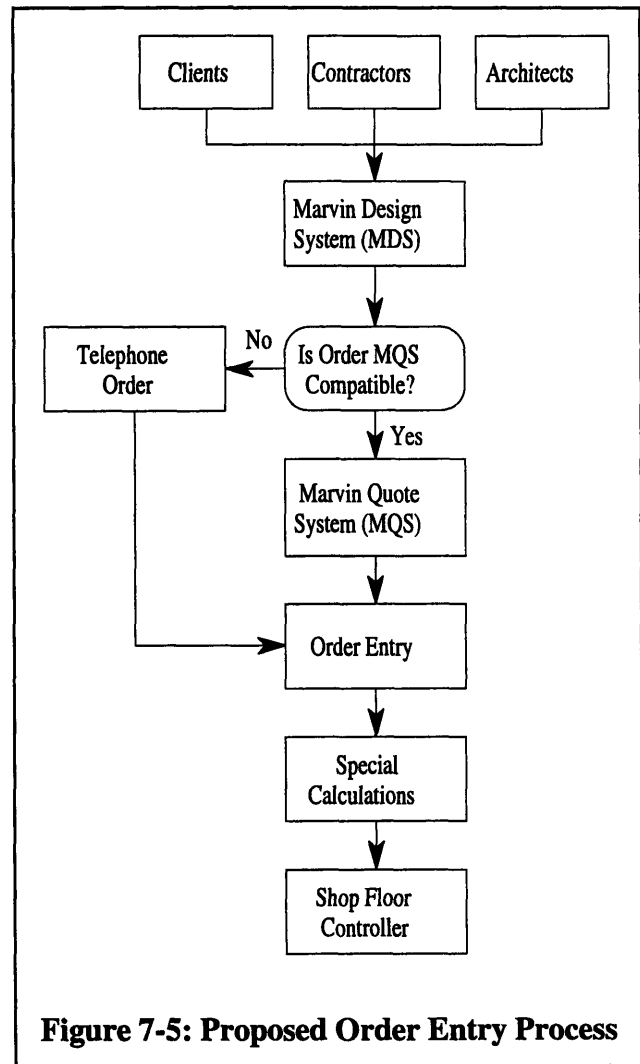 Clients
Contractors
Architects
Marvin Design
System (MDS)
No
Telephone
Order
Is Order MQS
Compatible?
Yes
Marvin Quote
System (MQS)
Order Entry
Special
Calculations
Shop Floor
Controller
Figure 7-5: Proposed Order Entry Process